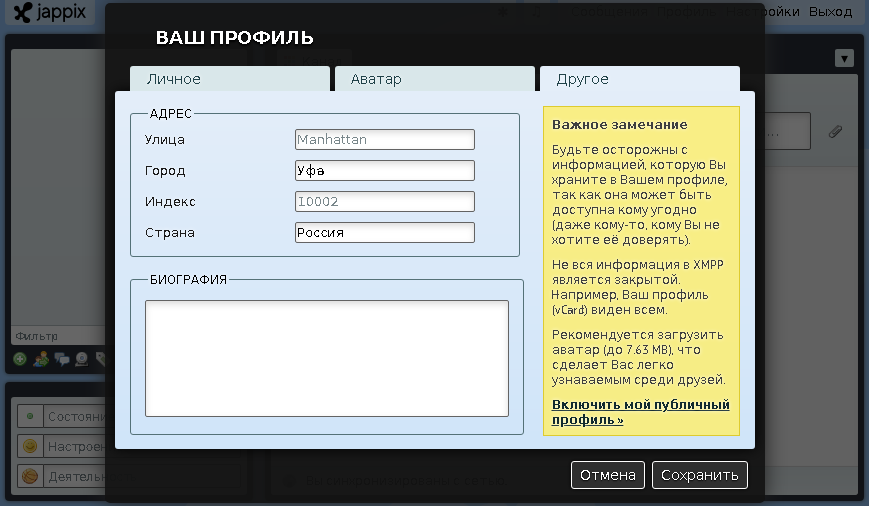 jappix
Настройки Выход
ВАШ ПРОФИЛЬ
Личное
Аватар
Другое
АДРЕС
Улица
Manhattan
Город
Уфа
Индекс
10002
Страна
Россия
БИОГРАФИЯ
Важное замечание
Будьте осторожны с
информацией, которую Вы
храните в Вашем профиле,
так как она может быть
доступна кому угодно
(даже кому-то, кому Вы не
хотите её доверять).
Не вся информация в XMPP
является закрытой.
Например, Ваш профиль
(vCard) виден всем.
Рекомендуется загрузить
аватар (до 7.63 MB), что
сделает Вас легко
узнаваемым среди друзей.
Включить мой публичный
профиль »
Фильтр
Состояни
Настроен
Деятельн
Отмена
Сохранить